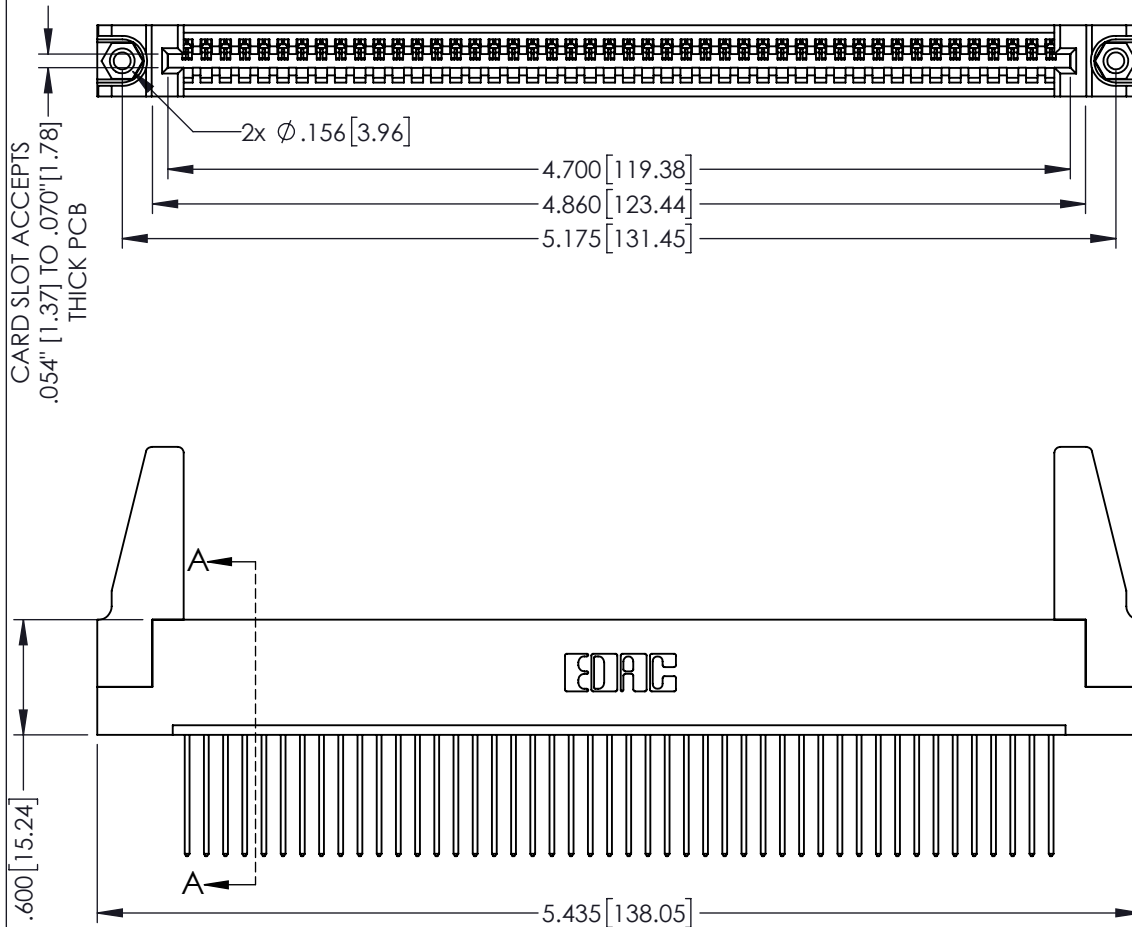 2x ⌀.156[3.96]
4.700[119.38]
4.860[123.44]
5.175[131.45]
CARD SLOT ACCEPTS
.054" [1.37] TO .070"[1.78]
THICK PCB
A
EDAC
A
.600[15.24]
5.435[138.05]